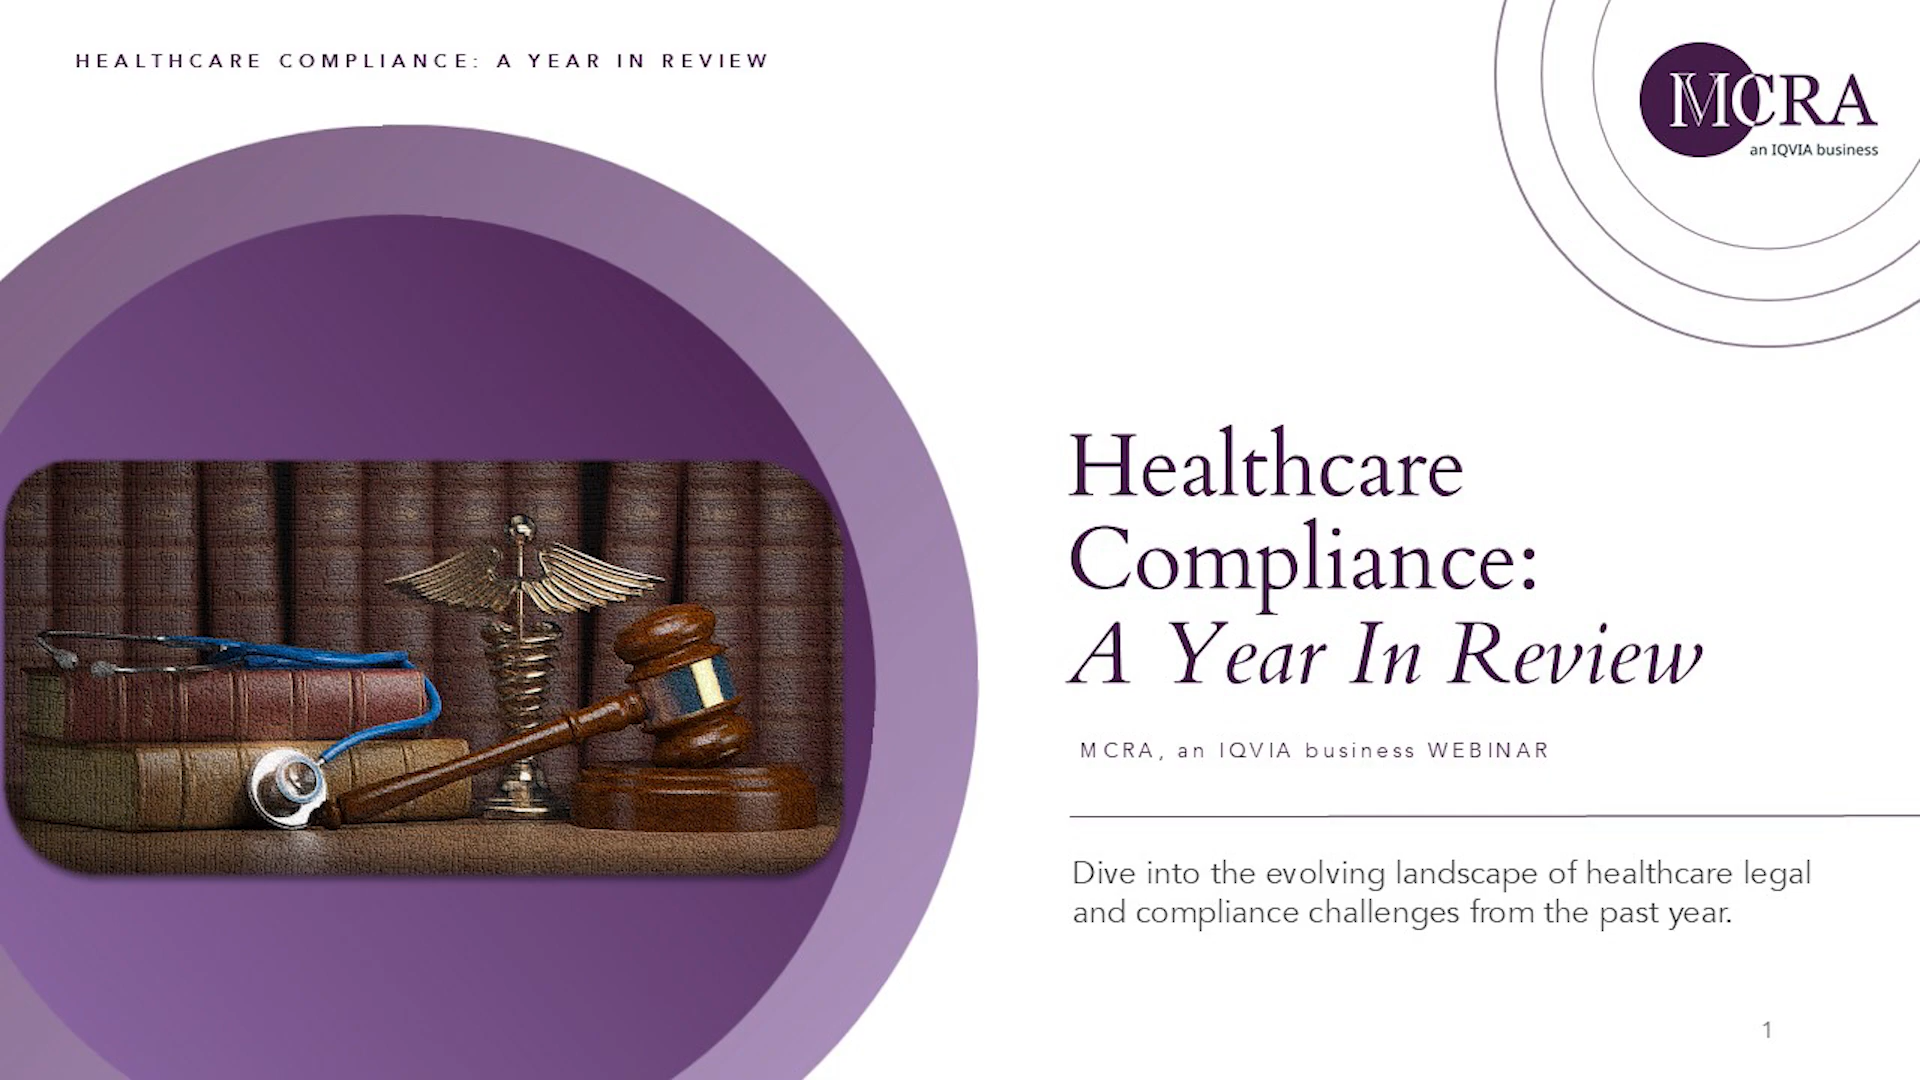 HEALTHCARE COMPLIANCE: A YEAR IN REVIEW
MCRA
an IQVIA business
Healthcare
Compliance:
A Year In Review
MCRA, an IQVIA business WEBINAR
Dive into the evolving landscape of healthcare legal
and compliance challenges from the past year.
1